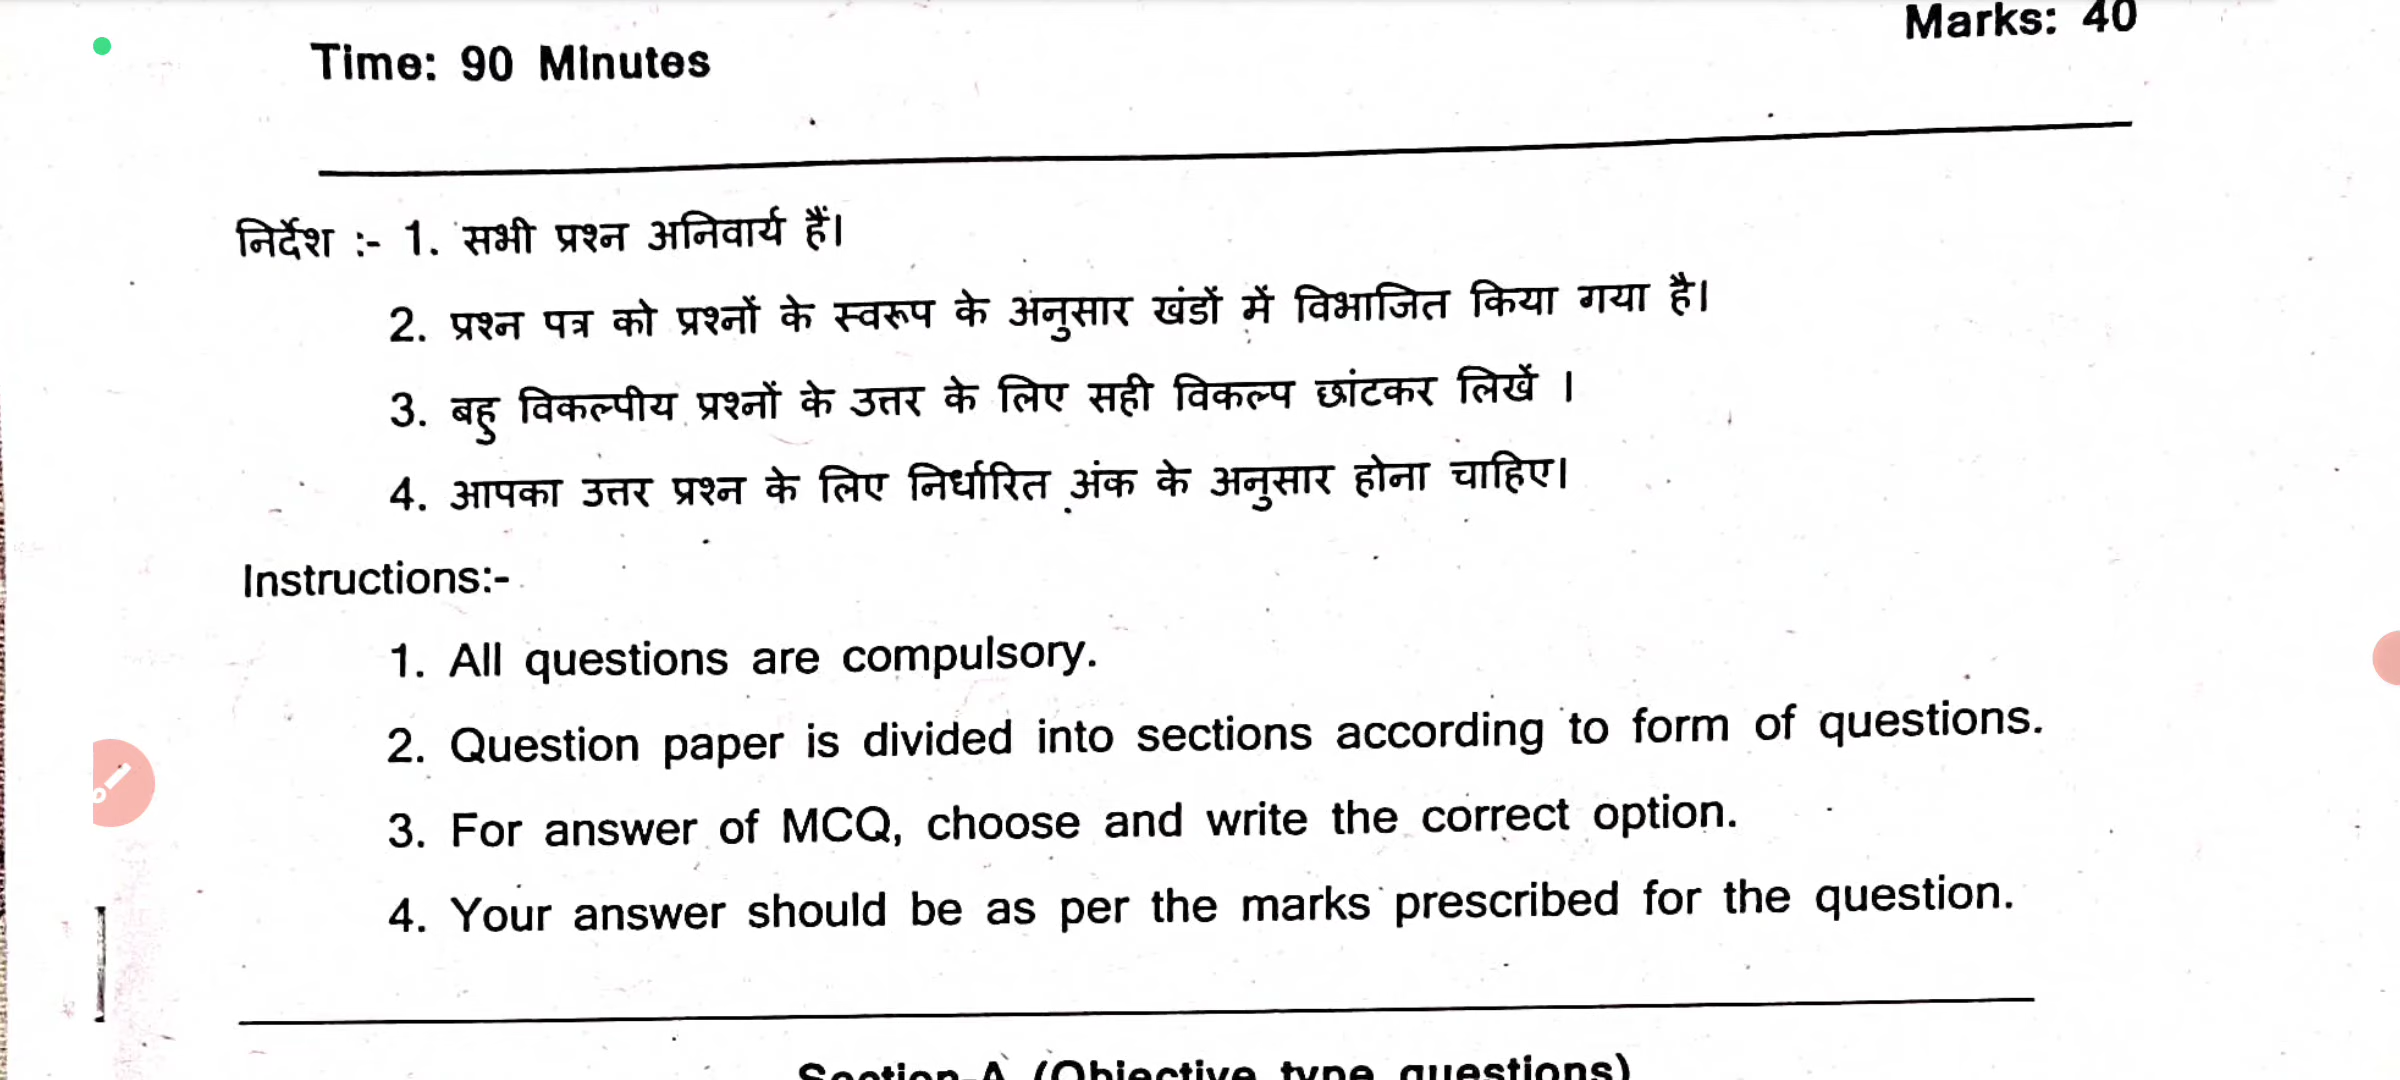 Marks: 40
Time: 90 Minutes
निर्देश :- 1. सभी प्रश्न अनिवार्य हैं।
2. प्रश्न पत्र को प्रश्नों के स्वरूप के अनुसार खंडों में विभाजित किया गया है।
3. बहु विकल्पीय प्रश्नों के उत्तर के लिए सही विकल्प छांटकर लिखें ।
4. आपका उत्तर प्रश्न के लिए निर्धारित अंक के अनुसार होना चाहिए।
Instructions:-
1. All questions are compulsory.
2. Question paper is divided into sections according to form of questions.
3. For answer of MCQ, choose and write the correct option.
4. Your answer should be as per the marks prescribed for the question.
Section-A (Objective type questions)